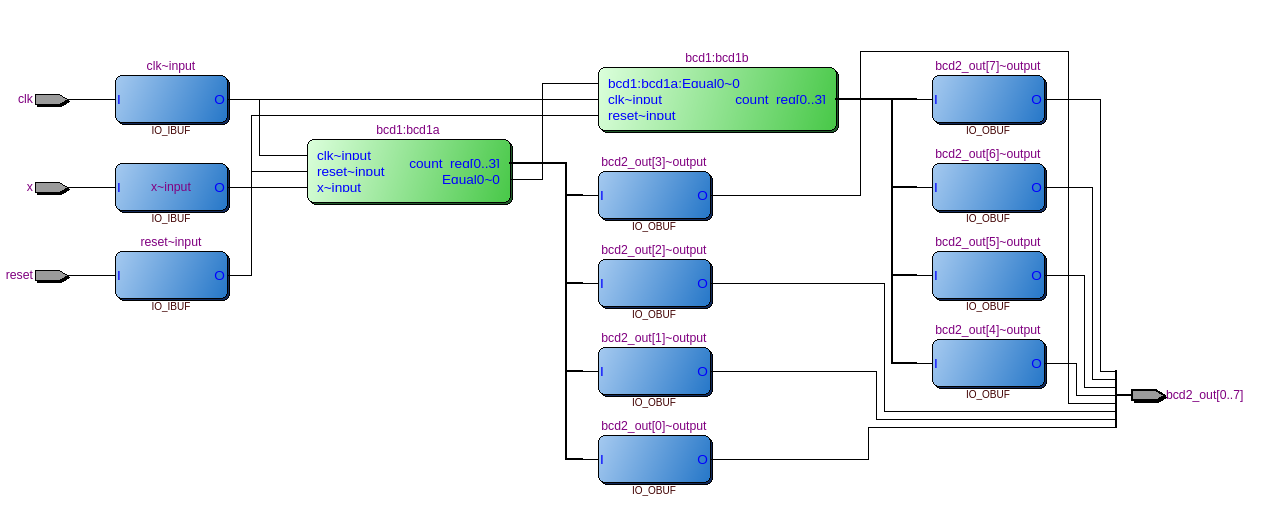 clk
clk~input
I
O
IO_IBUF
x
I
x~input
O
IO_IBUF
reset
reset~input
I
O
IO_IBUF
bcd1:bcd1a
clk~input
reset~input
x~input
count_reg[0..3]
Equal0~0
bcd1:bcd1b
bcd1:bcd1a:Equal0~0
clk~input
reset~input
count_reg[0..3]
bcd2_out[3]~output
I
O
IO_OBUF
bcd2_out[2]~output
I
O
IO_OBUF
bcd2_out[1]~output
I
O
IO_OBUF
bcd2_out[0]~output
I
O
IO_OBUF
bcd2_out[7]~output
I
O
IO_OBUF
bcd2_out[6]~output
I
O
IO_OBUF
bcd2_out[5]~output
I
O
IO_OBUF
bcd2_out[4]~output
I
O
IO_OBUF
bcd2_out[0..7]